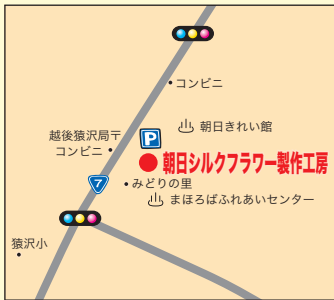 コンビニ
朝日きれい館
越後猿沢局〒
コンビニ
P
朝日シルクフラワー製作工房
7
みどりの里
まほろばふれあいセンター
猿沢小